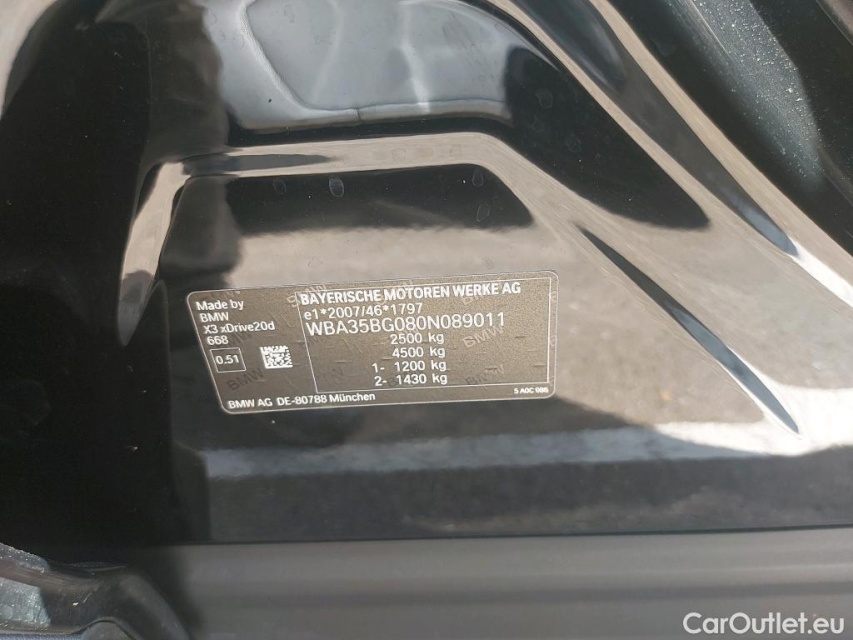 Made by
BMW
X3 xDrive20d
668
0.51
BAYERISCHE MOTOREN WERKE AG
e1*2007/46*1797
WBA35BG080N089011
2500 kg
4500 kg
1- 1200 kg
2- 1430 kg
BMW AG DE-80788 München
CarOutlet.eu